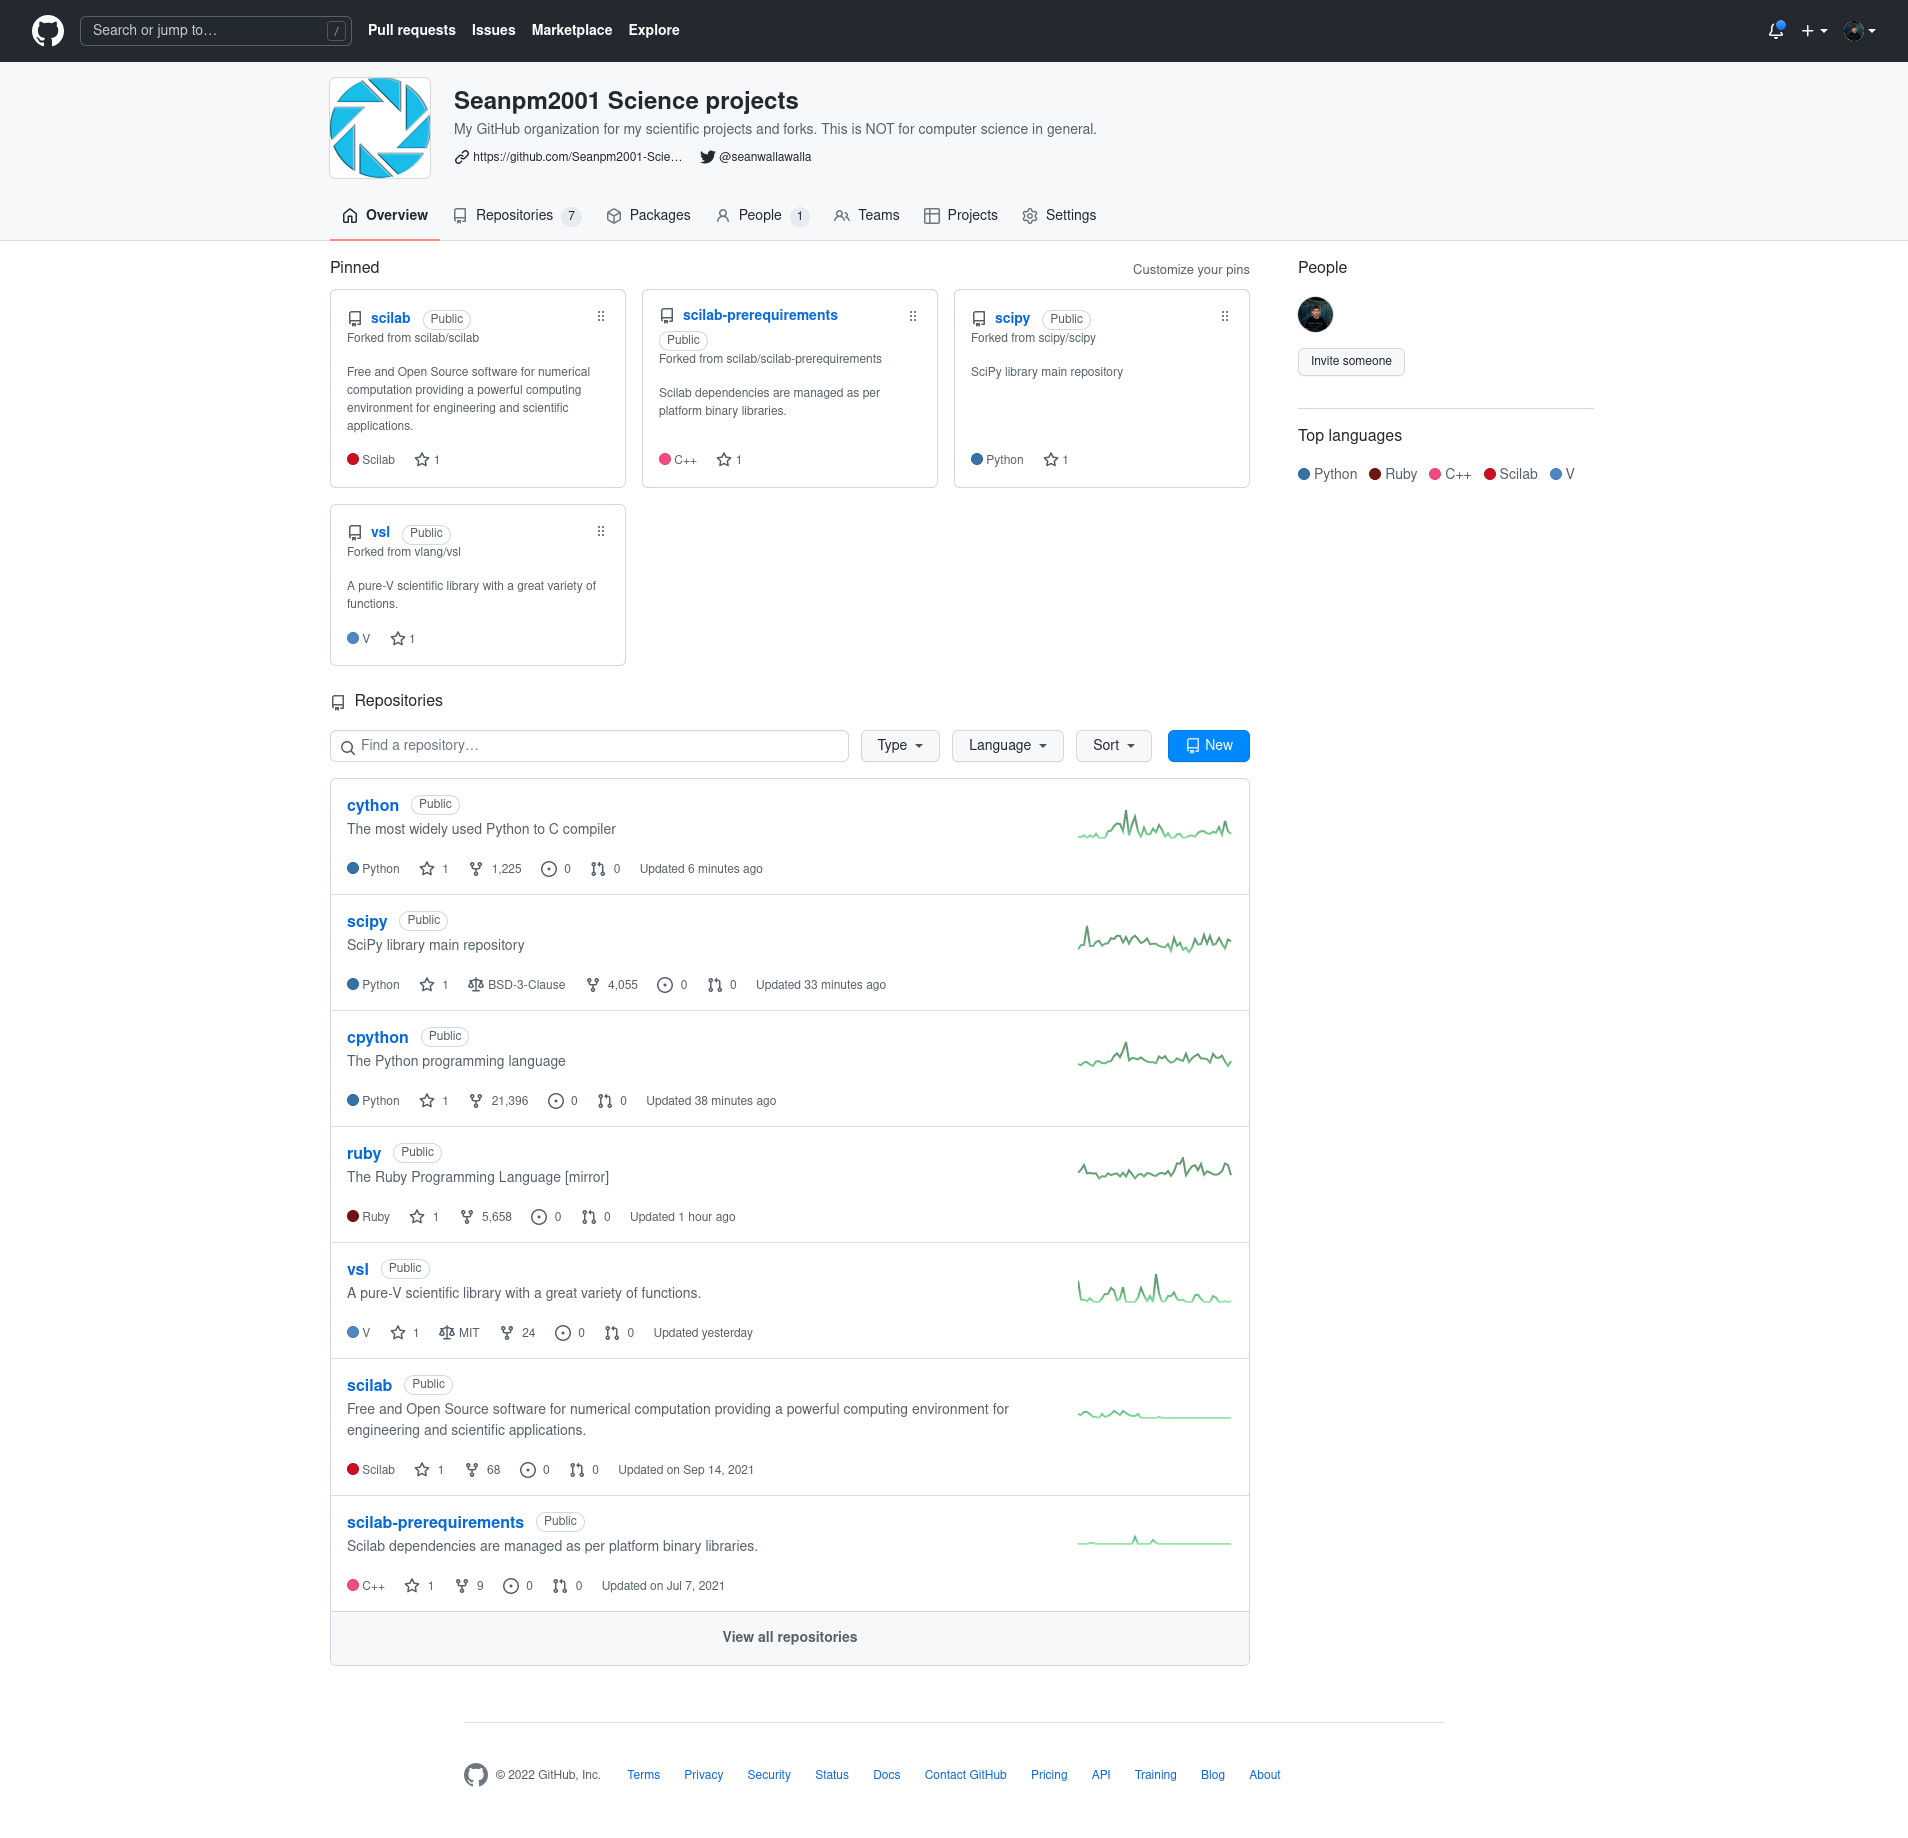 Search or jump to…
/
Pull requests Issues Marketplace Explore
Seanpm2001 Science projects
My GitHub organization for my scientific projects and forks. This is NOT for computer science in general.
https://github.com/Seanpm2001-Scie… @seanwallawalla
Overview Repositories 7 Packages People 1 Teams Projects Settings
Pinned
Customize your pins
scilab Public
Forked from scilab/scilab
Free and Open Source software for numerical
computation providing a powerful computing
environment for engineering and scientific
applications.
Scilab 1
scilab-prerequirements
Public
Forked from scilab/scilab-prerequirements
Scilab dependencies are managed as per
platform binary libraries.
C++ 1
scipy Public
Forked from scipy/scipy
SciPy library main repository
Python 1
vsl Public
Forked from vlang/vsl
A pure-V scientific library with a great variety of
functions.
V 1
People
Invite someone
Top languages
Python Ruby C++ Scilab V
Repositories
Find a repository…
Type Language Sort New
cython Public
The most widely used Python to C compiler
Python 1 1,225 0 0 Updated 6 minutes ago
scipy Public
SciPy library main repository
Python 1 BSD-3-Clause 4,055 0 0 Updated 33 minutes ago
cpython Public
The Python programming language
Python 1 21,396 0 0 Updated 38 minutes ago
ruby Public
The Ruby Programming Language [mirror]
Ruby 1 5,658 0 0 Updated 1 hour ago
vsl Public
A pure-V scientific library with a great variety of functions.
V 1 MIT 24 0 0 Updated yesterday
scilab Public
Free and Open Source software for numerical computation providing a powerful computing environment for
engineering and scientific applications.
Scilab 1 68 0 0 Updated on Sep 14, 2021
scilab-prerequirements Public
Scilab dependencies are managed as per platform binary libraries.
C++ 1 9 0 0 Updated on Jul 7, 2021
View all repositories
© 2022 GitHub, Inc. Terms Privacy Security Status Docs Contact GitHub Pricing API Training Blog About